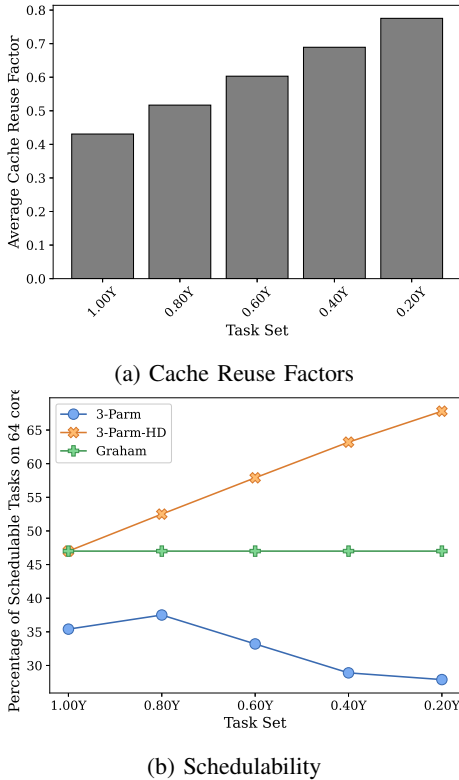 0.8
0.7
0.6
0.5
0.4
0.3
0.2
0.1
0.0
Average Cache Reuse Factor
1.00Y 0.80Y 0.60Y 0.40Y 0.20Y
Task Set
(a) Cache Reuse Factors
3-Parm
3-Parm-HD
Graham
65
60
55
50
45
40
35
30
Percentage of Schedulable Tasks on 64 core
1.00Y 0.80Y 0.60Y 0.40Y 0.20Y
Task Set
(b) Schedulability